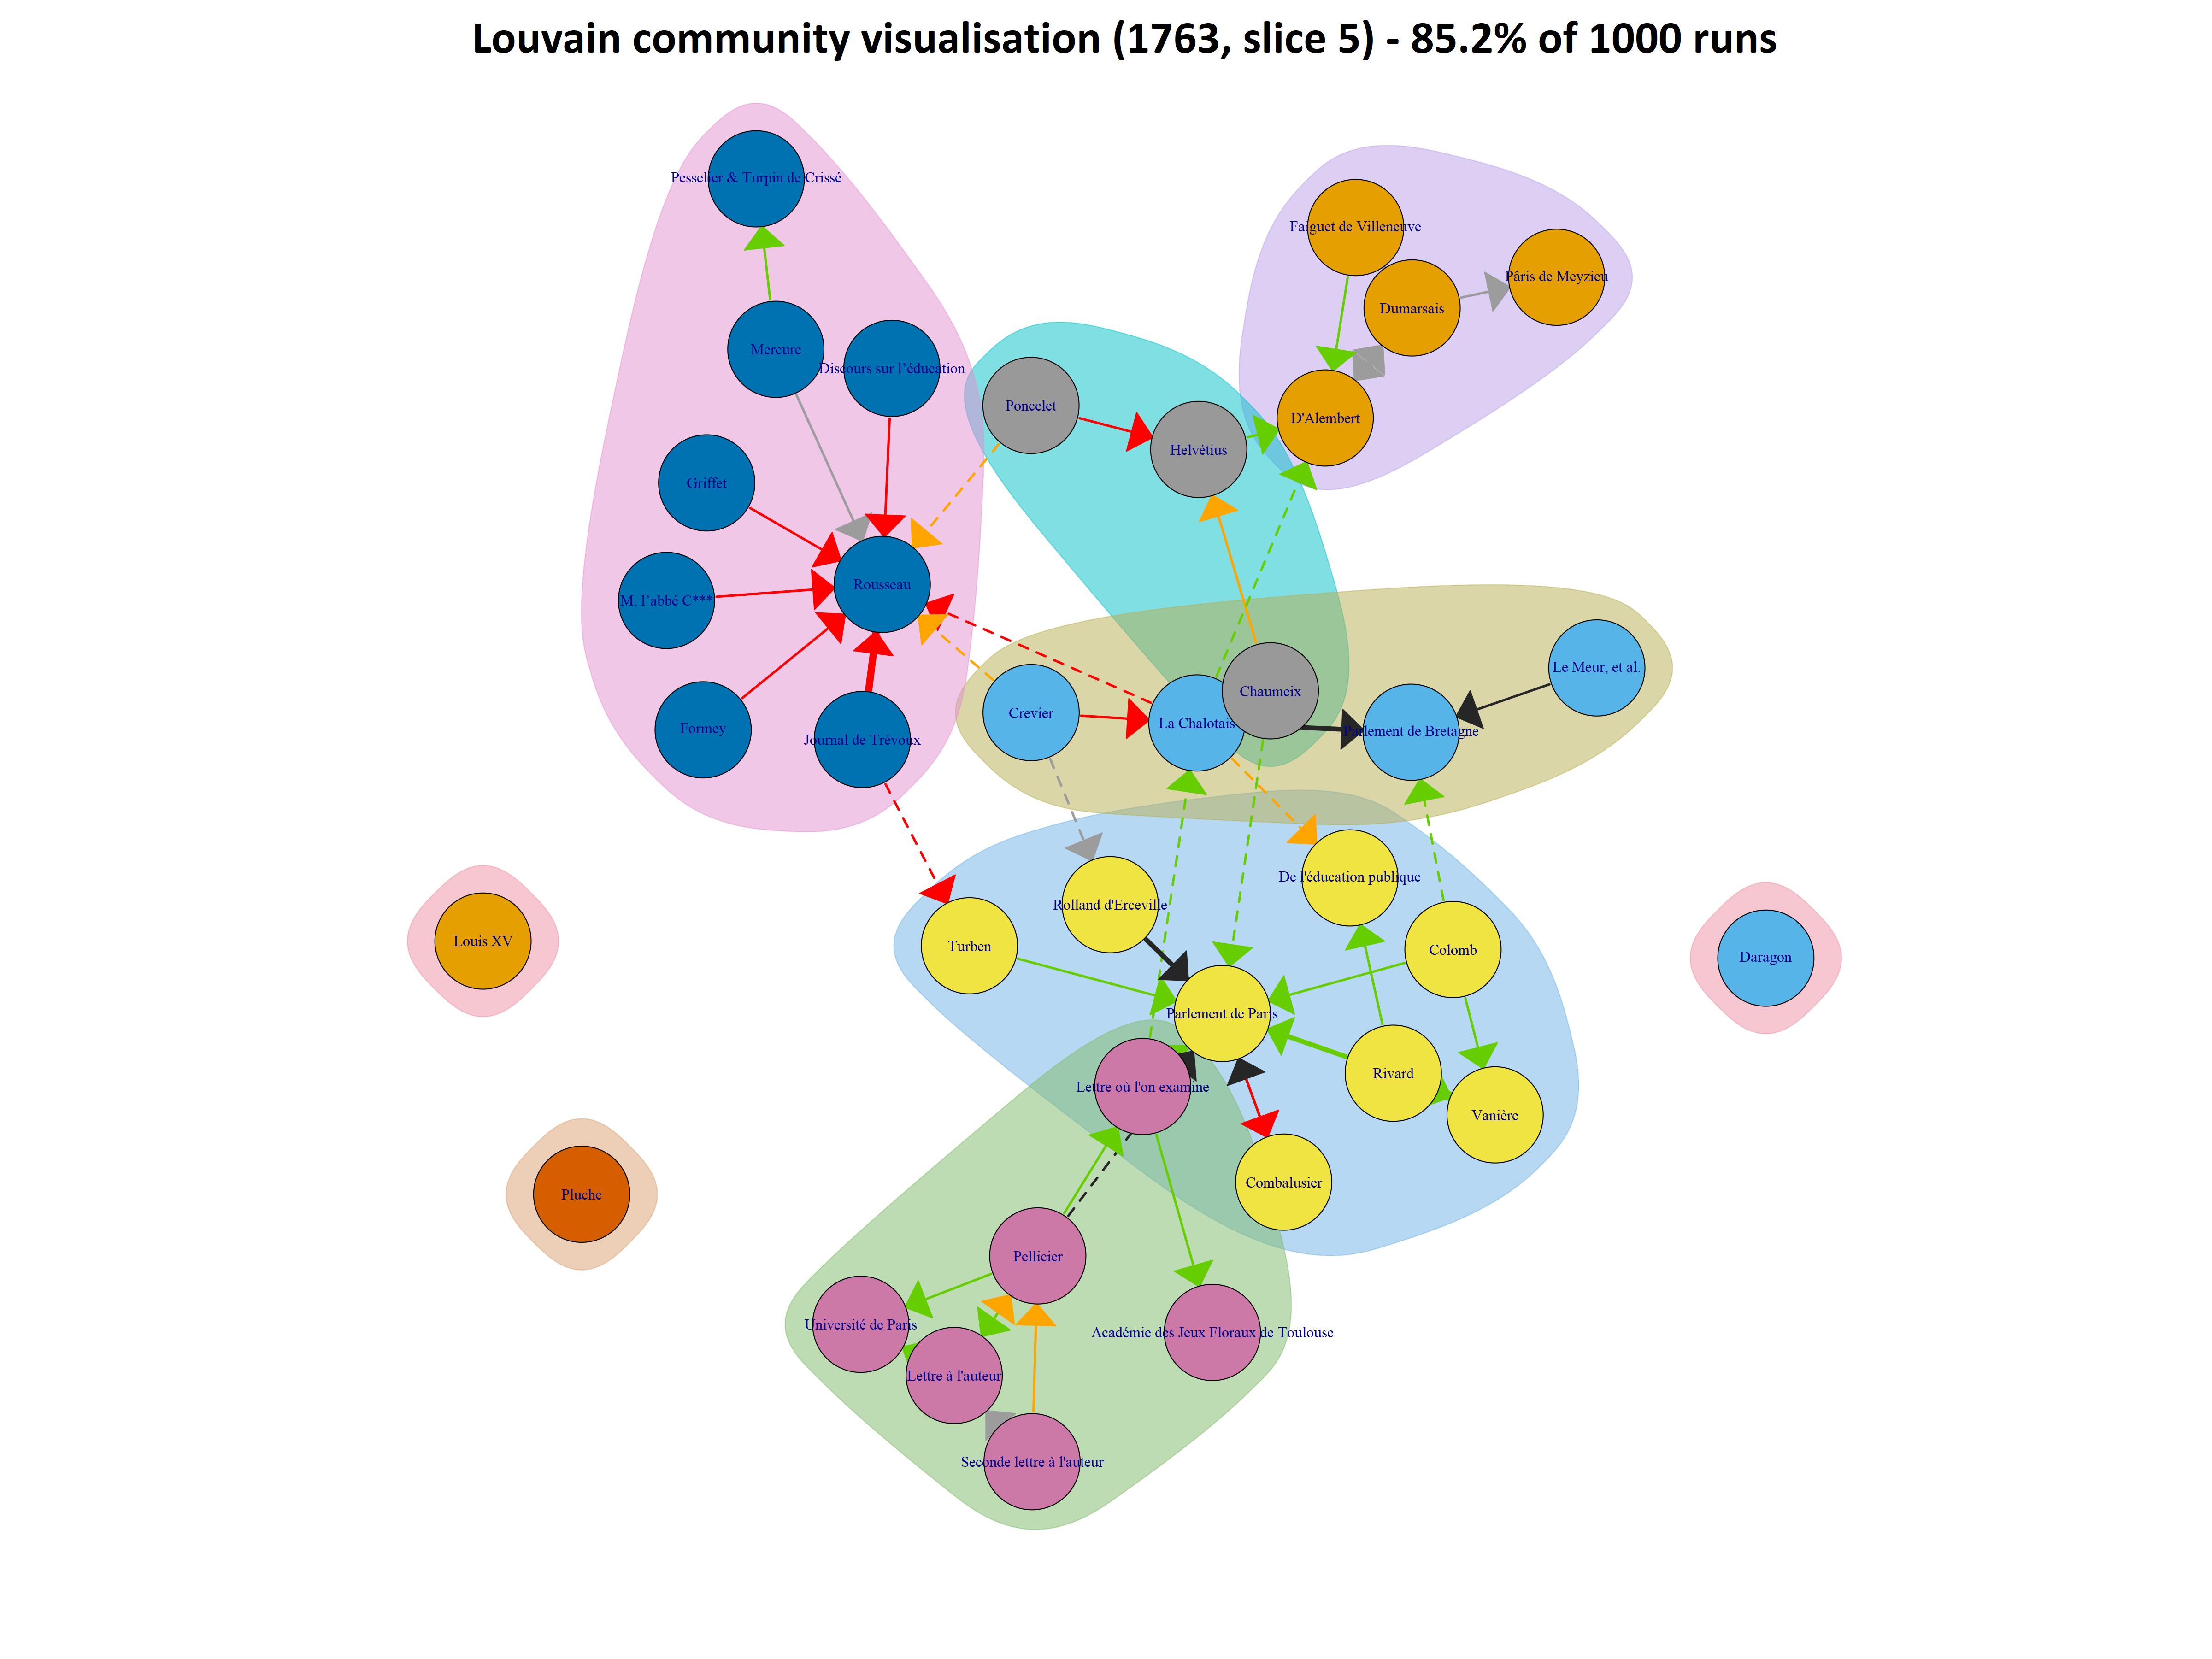 Louvain community visualisation (1763, slice 5) - 85.2% of 1000 runs
Pesselier & Turpin de Crissé
Faiguet de Villeneuve
Pâris de Meyzieu
Dumarsais
Mercure
Discours sur l’éducation
Poncelet
D'Alembert
Helvétius
Griffet
Rousseau
M. l’abbé C***
Le Meur, et al.
Chaumeix
Crevier
La Chalotais
Formey
Parlement de Bretagne
Journal de Trévoux
De l'éducation publique
Rolland d'Erceville
Louis XV
Turben
Colomb
Daragon
Parlement de Paris
Rivard
Lettre où l'on examine
Vanière
Combalusier
Pluche
Pellicier
Université de Paris
Académie des Jeux Floraux de Toulouse
Lettre à l'auteur
Seconde lettre à l'auteur